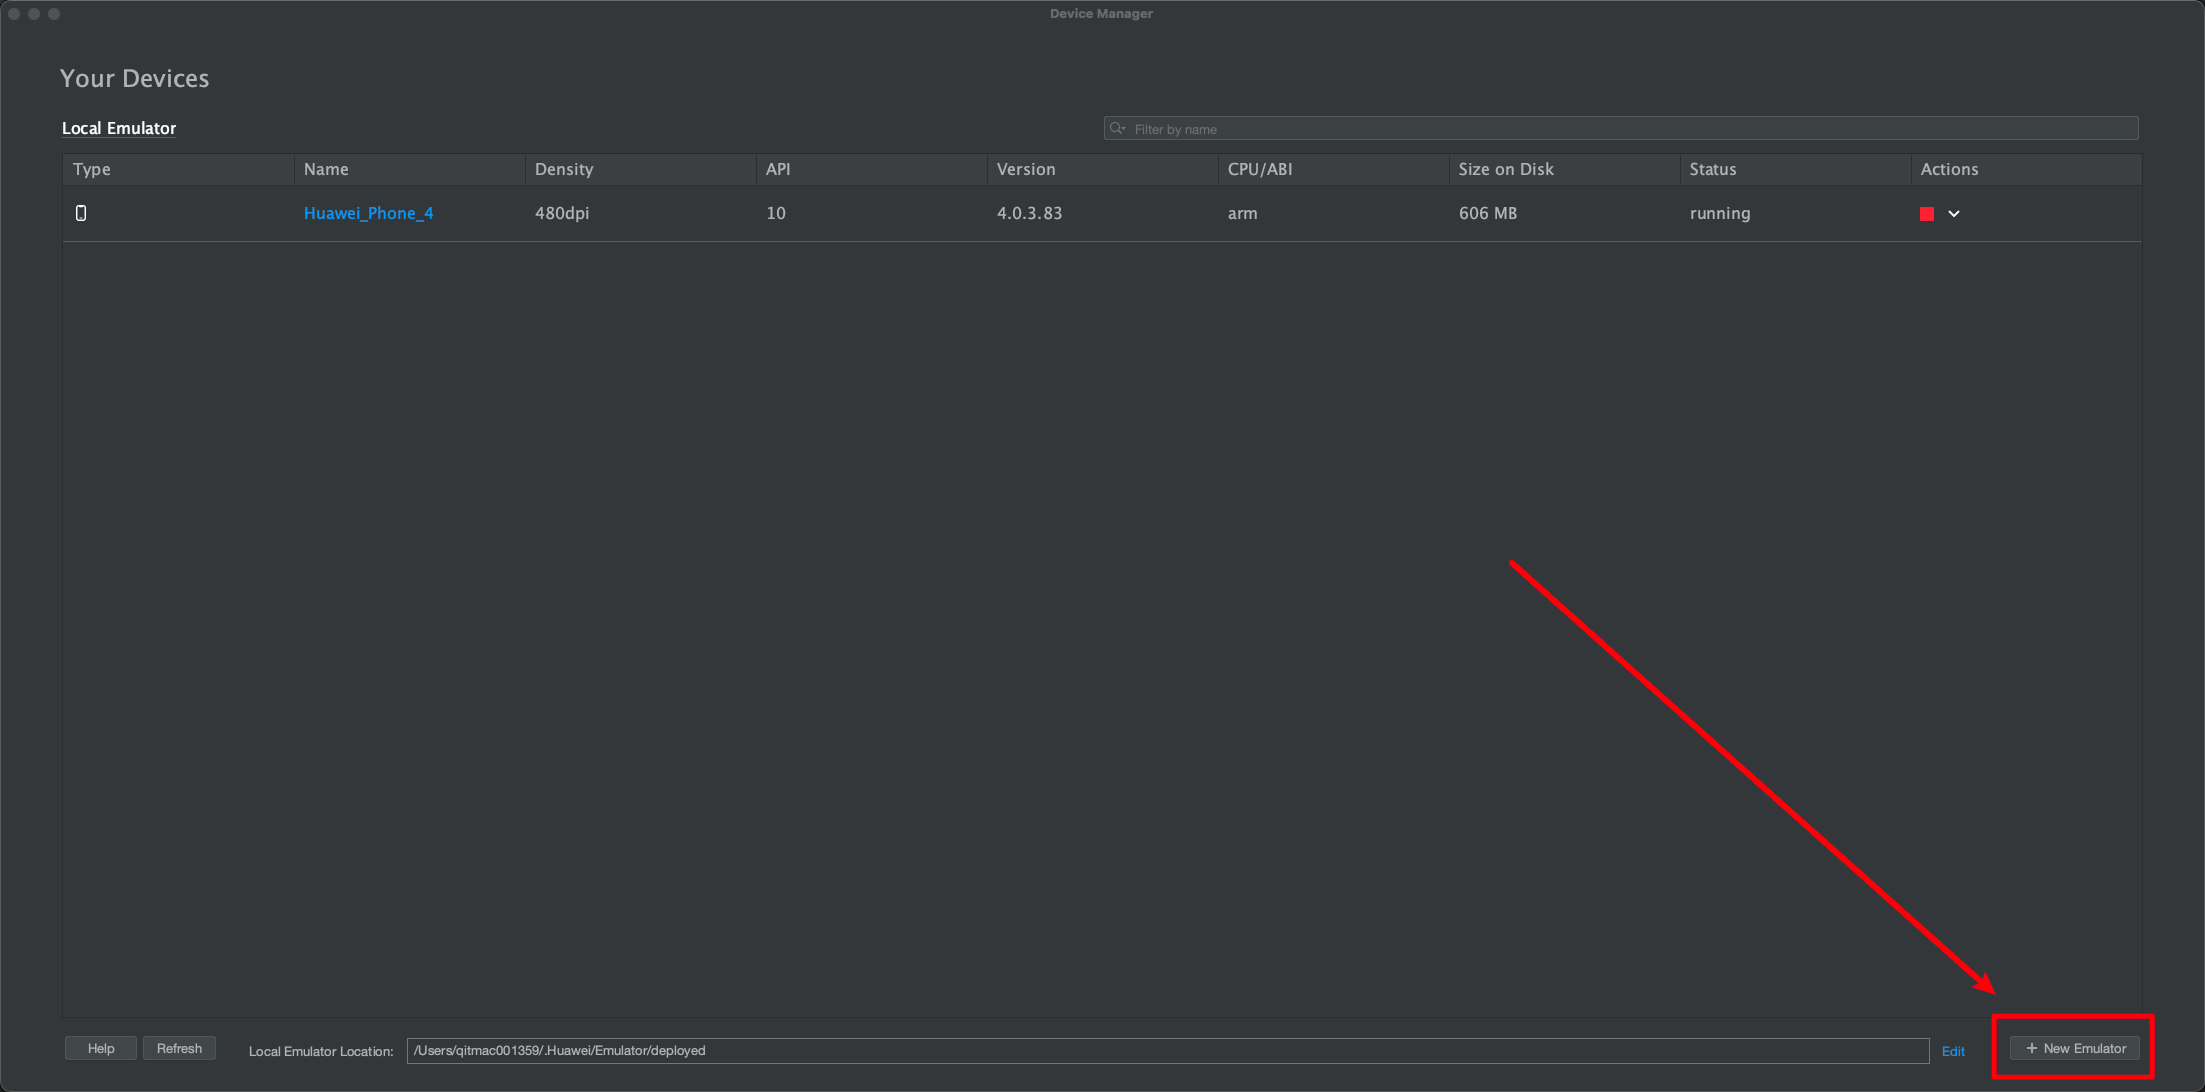 Device Manager
Your Devices
Local Emulator
Filter by name
Type Name Density API Version CPU/ABI Size on Disk Status Actions
Huawei_Phone_4 480dpi 10 4.0.3.83 arm 606 MB running
Help Refresh Local Emulator Location: /Users/qitmac001359/.Huawei/Emulator/deployed Edit + New Emulator